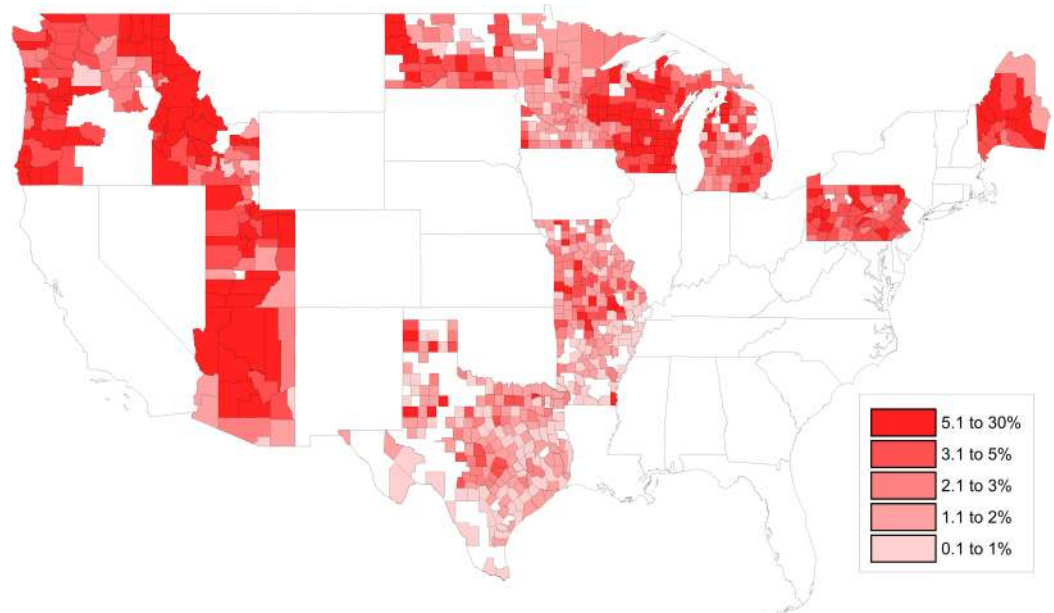 5.1 to 30%
3.1 to 5%
2.1 to 3%
1.1 to 2%
0.1 to 1%